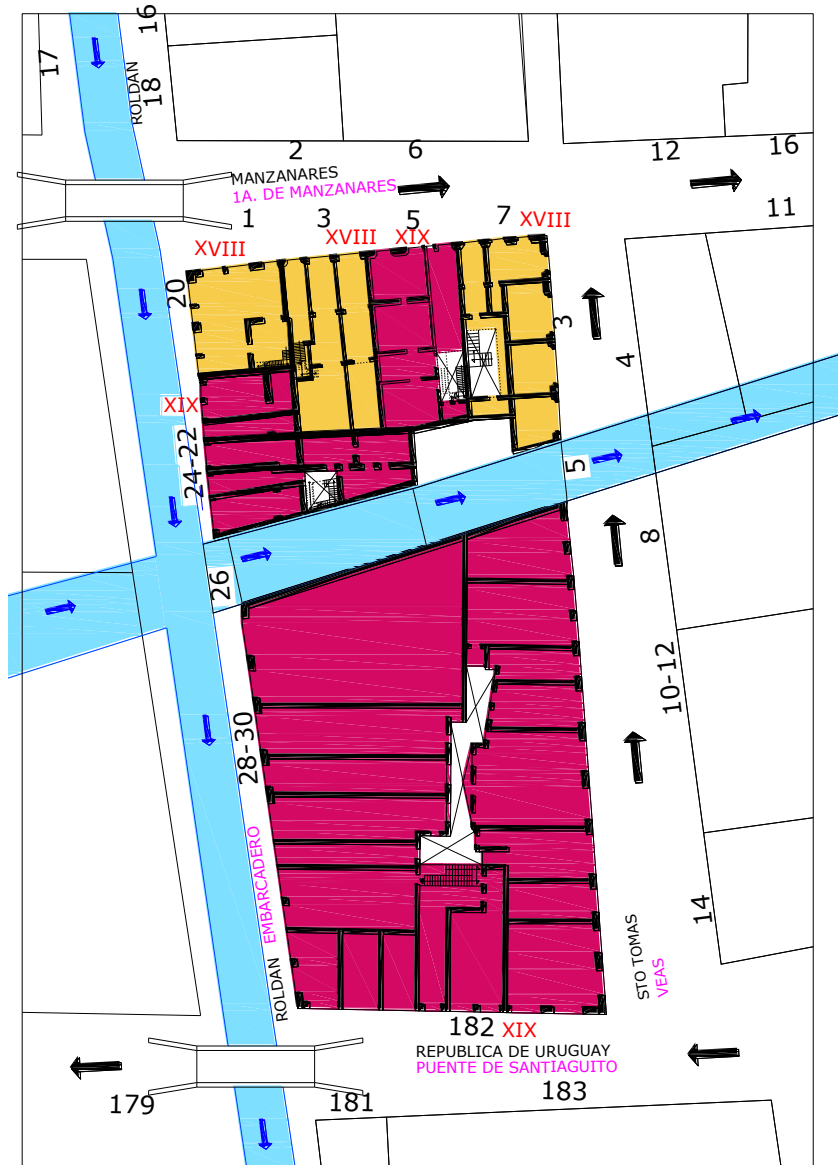 16
17
18
ROLDAN
2
6
12
16
MANZANARES
1A. DE MANZANARES
1
3
5
7
11
XVIII
XVIII
XIX
XVIII
20
3
4
XIX
24-22
5
26
8
10-12
28-30
EMBARCADERO
ROLDAN
14
STO TOMAS
VEAS
182
XIX
REPUBLICA DE URUGUAY
PUENTE DE SANTIAGUITO
179
181
183